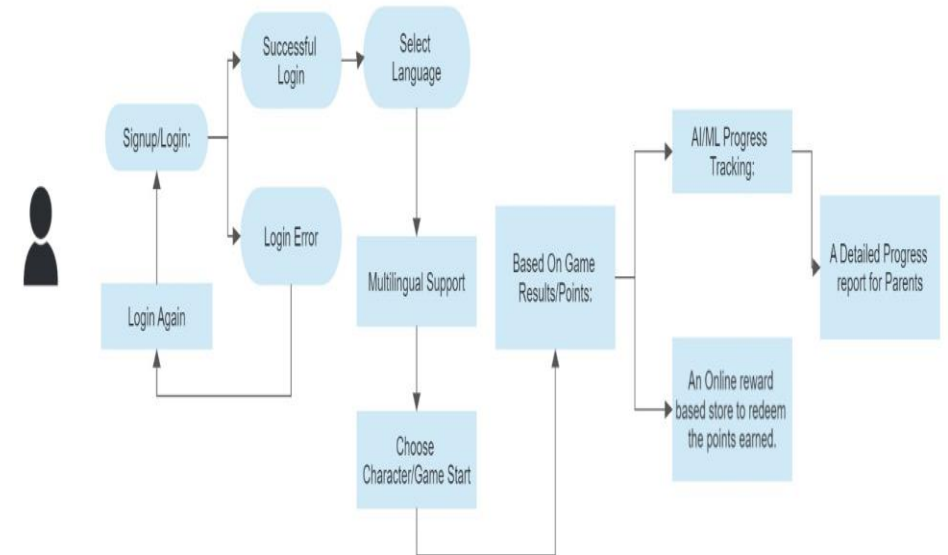 Signup/Login:
Successful
Login
Select
Language
Login Error
Login Again
Multilingual Support
Choose
Character/Game Start
Based On Game
Results/Points:
AI/ML Progress
Tracking:
A Detailed Progress
report for Parents
An Online reward
based store to redeem
the points earned.